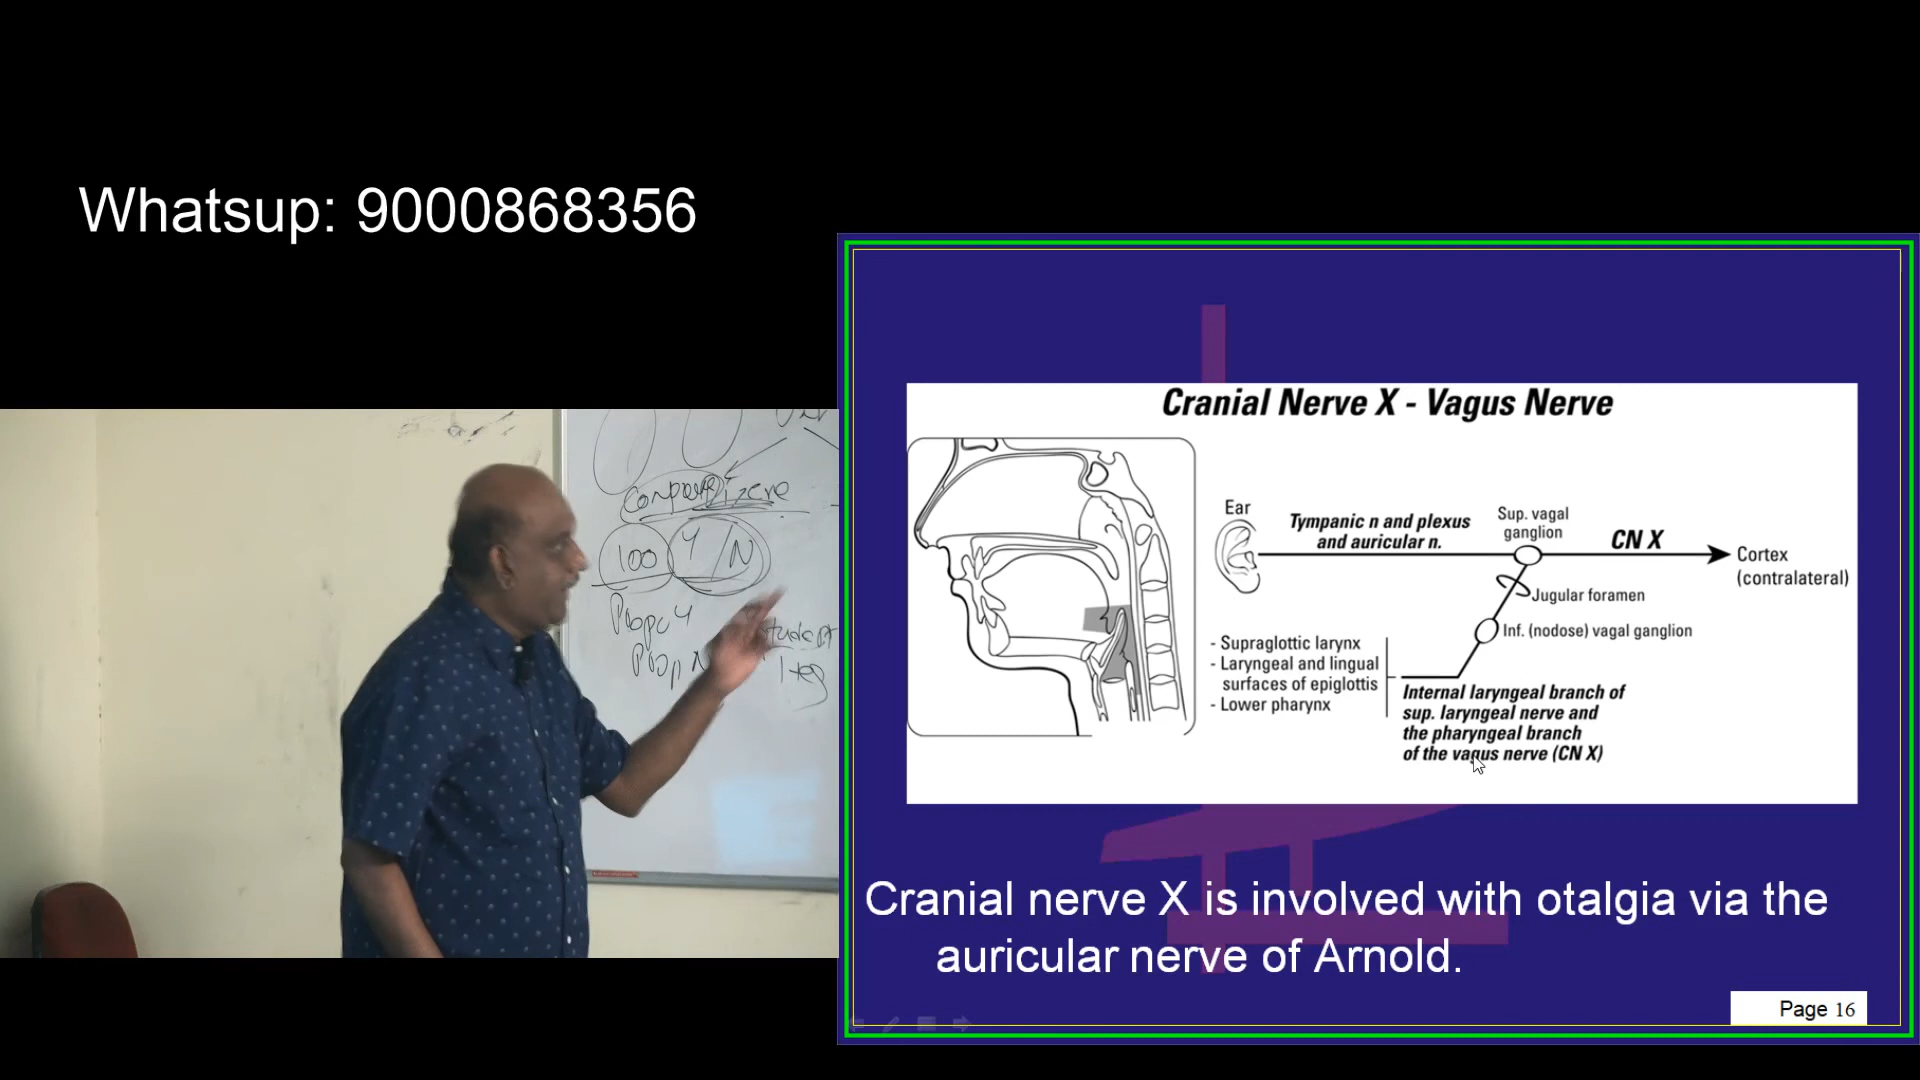 Whatsup: 9000868356
Cranial Nerve X - Vagus Nerve
Ear
Tympanic n and plexus
and auricular n.
Sup. vagal
ganglion
CN X
Cortex
(contralateral)
Jugular foramen
Inf. (nodose) vagal ganglion
- Supraglottic larynx
- Laryngeal and lingual
surfaces of epiglottis
- Lower pharynx
Internal laryngeal branch of
sup. laryngeal nerve and
the pharyngeal branch
of the vagus nerve (CN X)
Cranial nerve X is involved with otalgia via the
auricular nerve of Arnold.
Page 16
100
Y / N